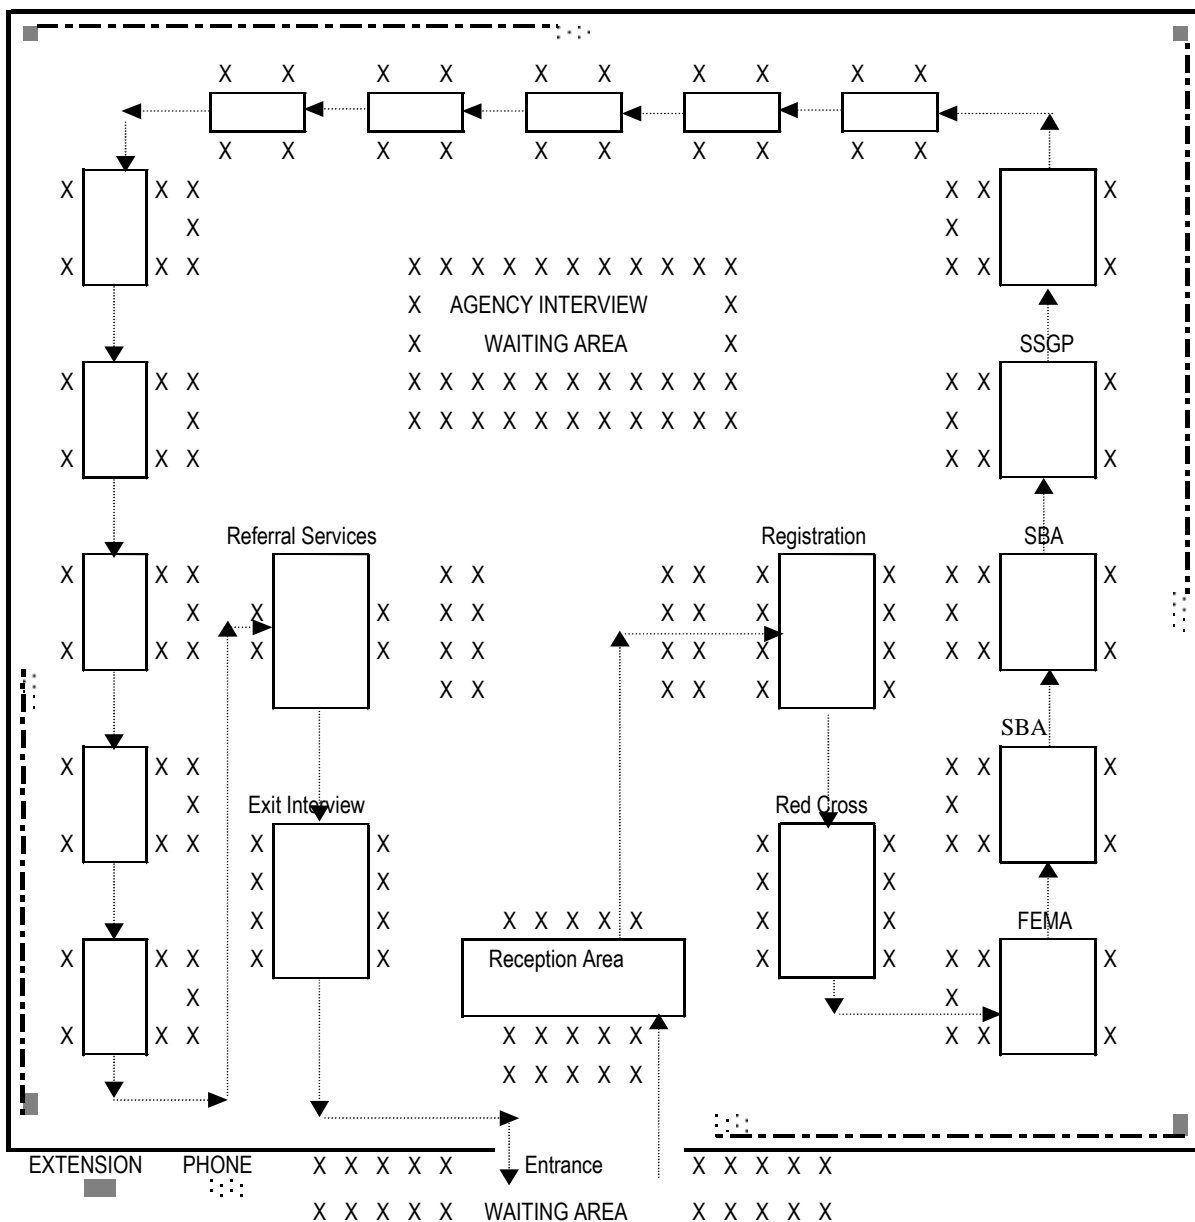 X X X X X X X X X X
X X X X X X X X X X
X X X X X X
X X X
X X X X X X X X X X X X X X X X X
X AGENCY INTERVIEW X
X WAITING AREA X
SSGP
X X X X X X X X X X X X X X X X X
X X X X X X X X X X X X X
X X X X X X
Referral Services Registration SBA
X X X X X X X X X X X X X
X X X X X X X X X X
X X X X X X X X X X X X X X X
X X X X X X
SBA
X X X X X X
X X
Exit Interview Red Cross
X X X X X X X X X X
X X X X
X X X X X X X X X
FEMA
X X X X X X X X X X
Reception Area
X X
X X X X X X X X X X X
X X X X X
EXTENSION PHONE X X X X X Entrance X X X X X
X X X X X WAITING AREA X X X X X